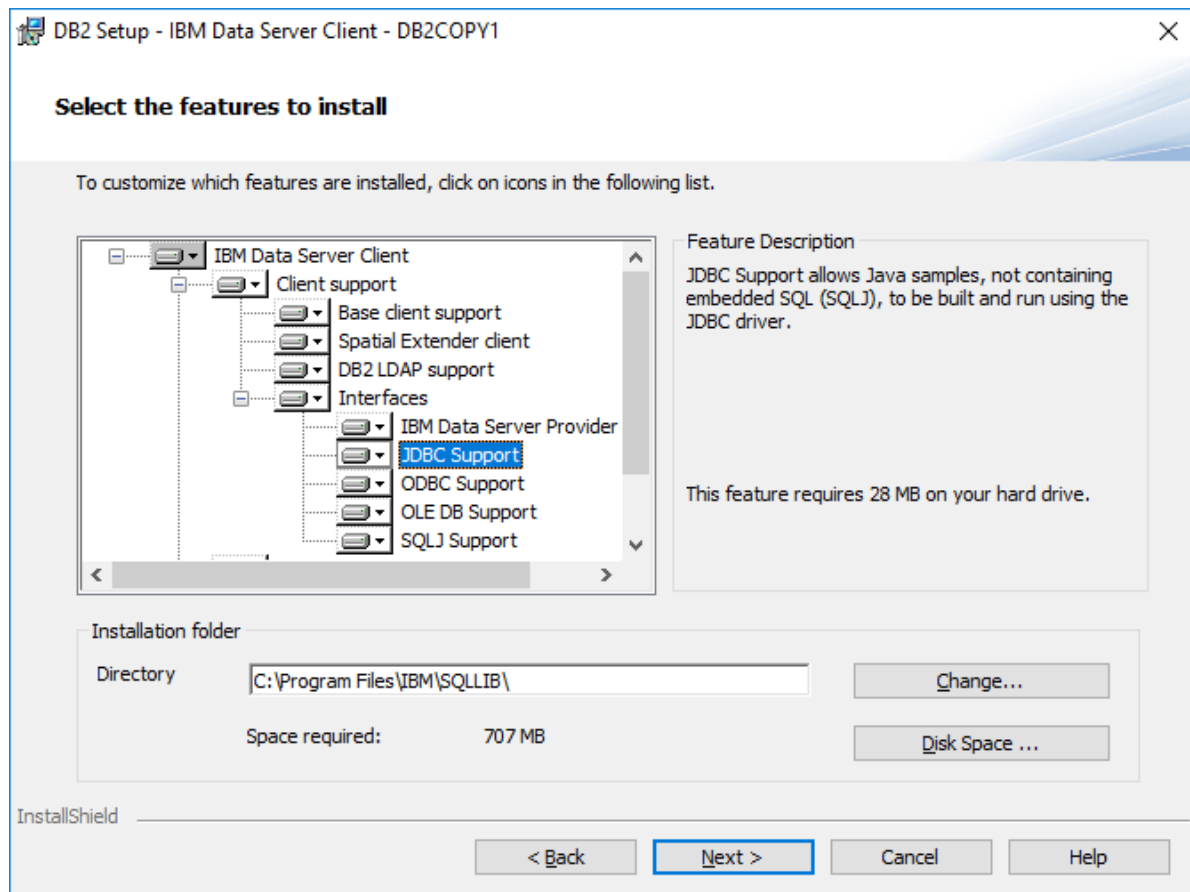 DB2 Setup - IBM Data Server Client - DB2COPY1
Select the features to install
To customize which features are installed, click on icons in the following list.
IBM Data Server Client
Client support
Base client support
Spatial Extender client
DB2 LDAP support
Interfaces
IBM Data Server Provider
JDBC Support
ODBC Support
OLE DB Support
SQLJ Support
Feature Description
JDBC Support allows Java samples, not containing
embedded SQL (SQLJ), to be built and run using the
JDBC driver.
This feature requires 28 MB on your hard drive.
Installation folder
Directory
C:\Program Files\IBM\SQLLIB\
Change...
Space required: 707 MB
Disk Space ...
InstallShield
< Back
Next >
Cancel
Help